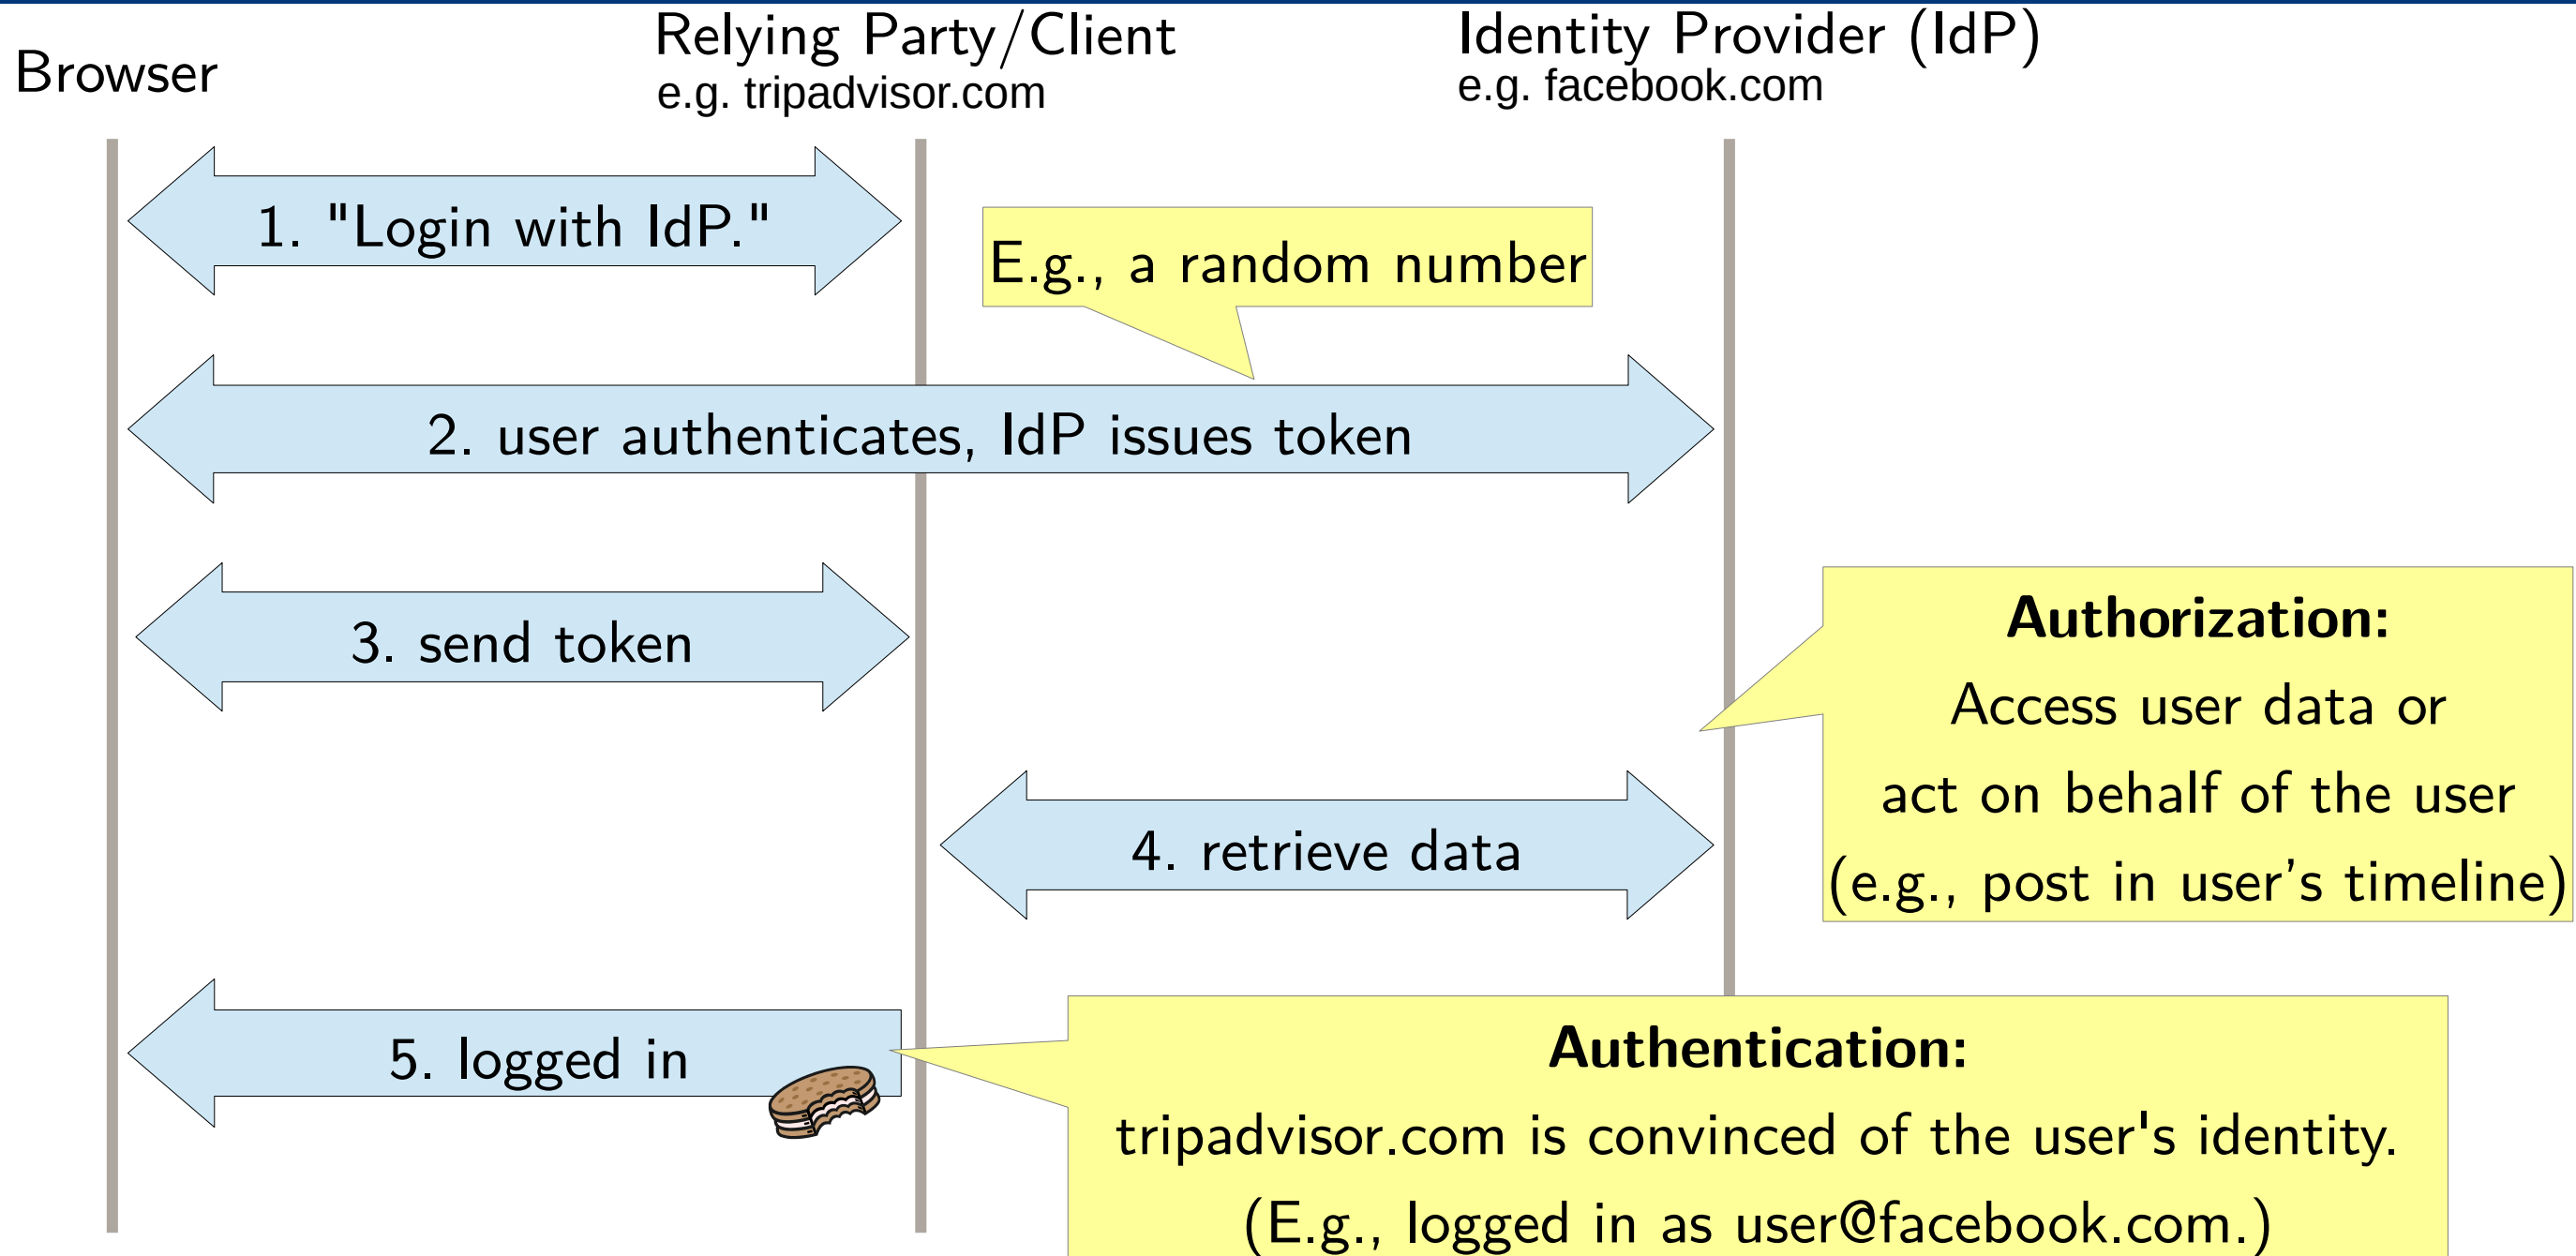 Browser
Relying Party/Client
e.g. tripadvisor.com
Identity Provider (IdP)
e.g. facebook.com
1. "Login with IdP."
E.g., a random number
2. user authenticates, IdP issues token
3. send token
Authorization:
Access user data or
act on behalf of the user
(e.g., post in user's timeline)
4. retrieve data
5. logged in
Authentication:
tripadvisor.com is convinced of the user's identity.
(E.g., logged in as user@facebook.com.)